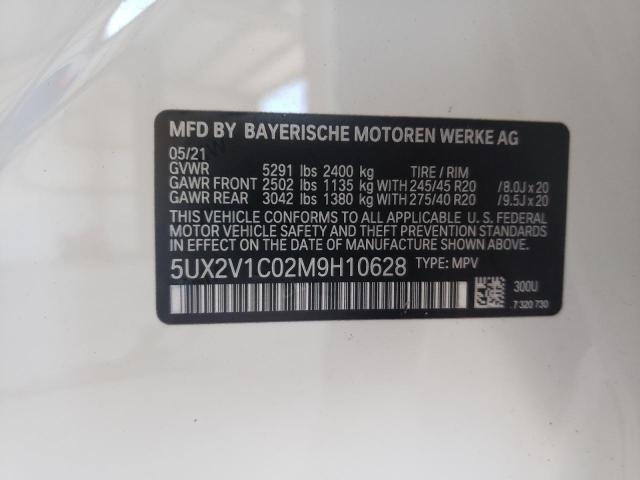 MFD BY BAYERISCHE MOTOREN WERKE AG
05/21
GVWR 5291 lbs 2400 kg TIRE / RIM
GAWR FRONT 2502 lbs 1135 kg WITH 245/45 R20 /8.0J x 20
GAWR REAR 3042 lbs 1380 kg WITH 275/40 R20 /9.5J x 20
THIS VEHICLE CONFORMS TO ALL APPLICABLE U.S. FEDERAL
MOTOR VEHICLE SAFETY AND THEFT PREVENTION STANDARDS
IN EFFECT ON THE DATE OF MANUFACTURE SHOWN ABOVE.
5UX2V1C02M9H10628 TYPE: MPV
300U
7 320 730